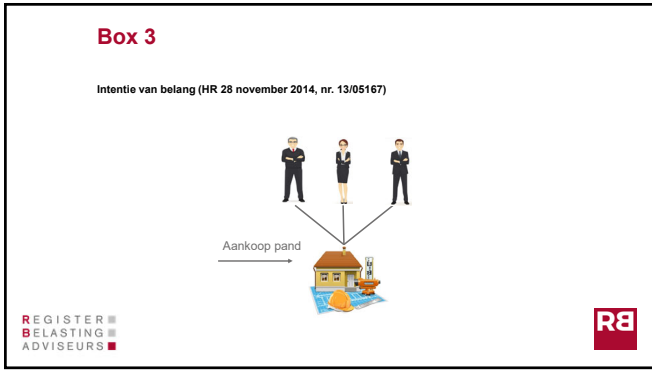 Box 3
Intentie van belang (HR 28 november 2014, nr. 13/05167)
Aankoop pand
REGISTER
BELASTING
ADVISEURS
RB